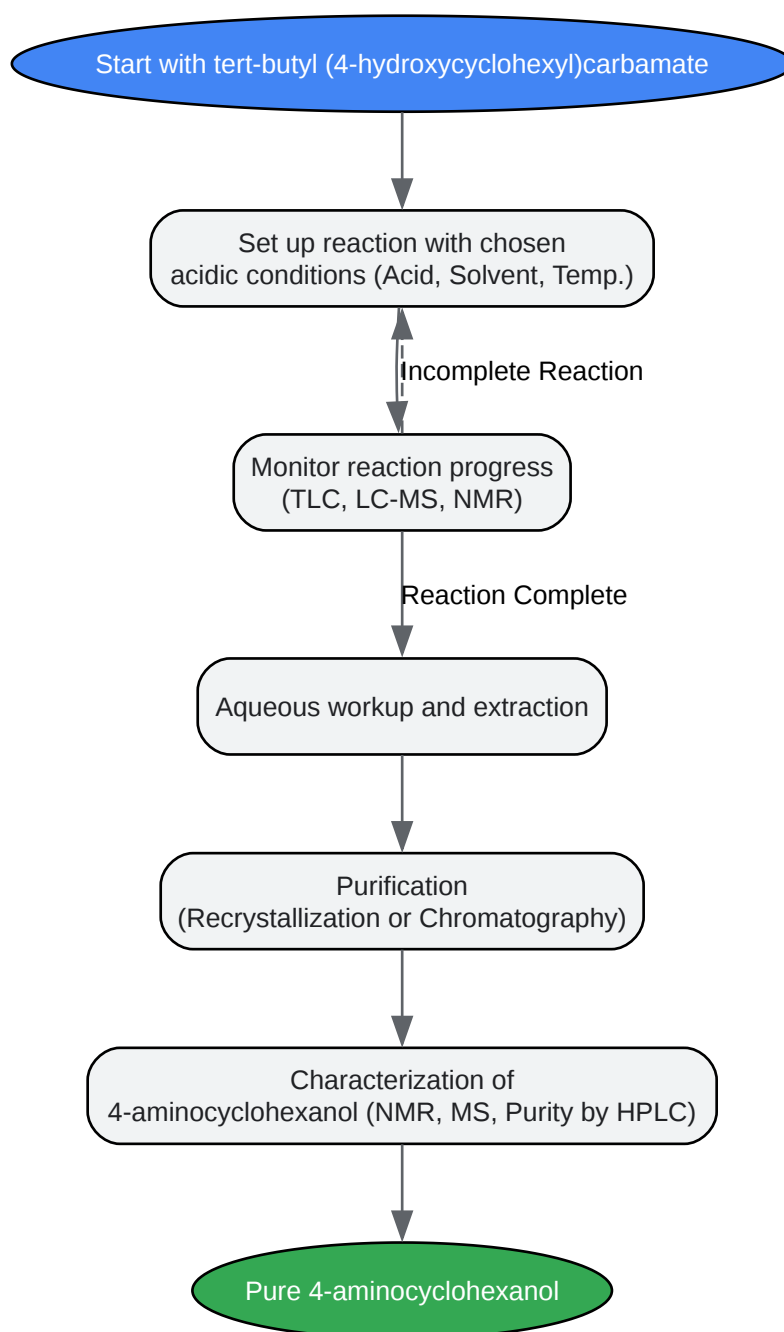 Start with tert-butyl (4-hydroxycyclohexyl)carbamate
Set up reaction with chosen
acidic conditions (Acid, Solvent, Temp.)
Incomplete Reaction
Monitor reaction progress
(TLC, LC-MS, NMR)
Reaction Complete
Aqueous workup and extraction
Purification
(Recrystallization or Chromatography)
Characterization of
4-aminocyclohexanol (NMR, MS, Purity by HPLC)
Pure 4-aminocyclohexanol